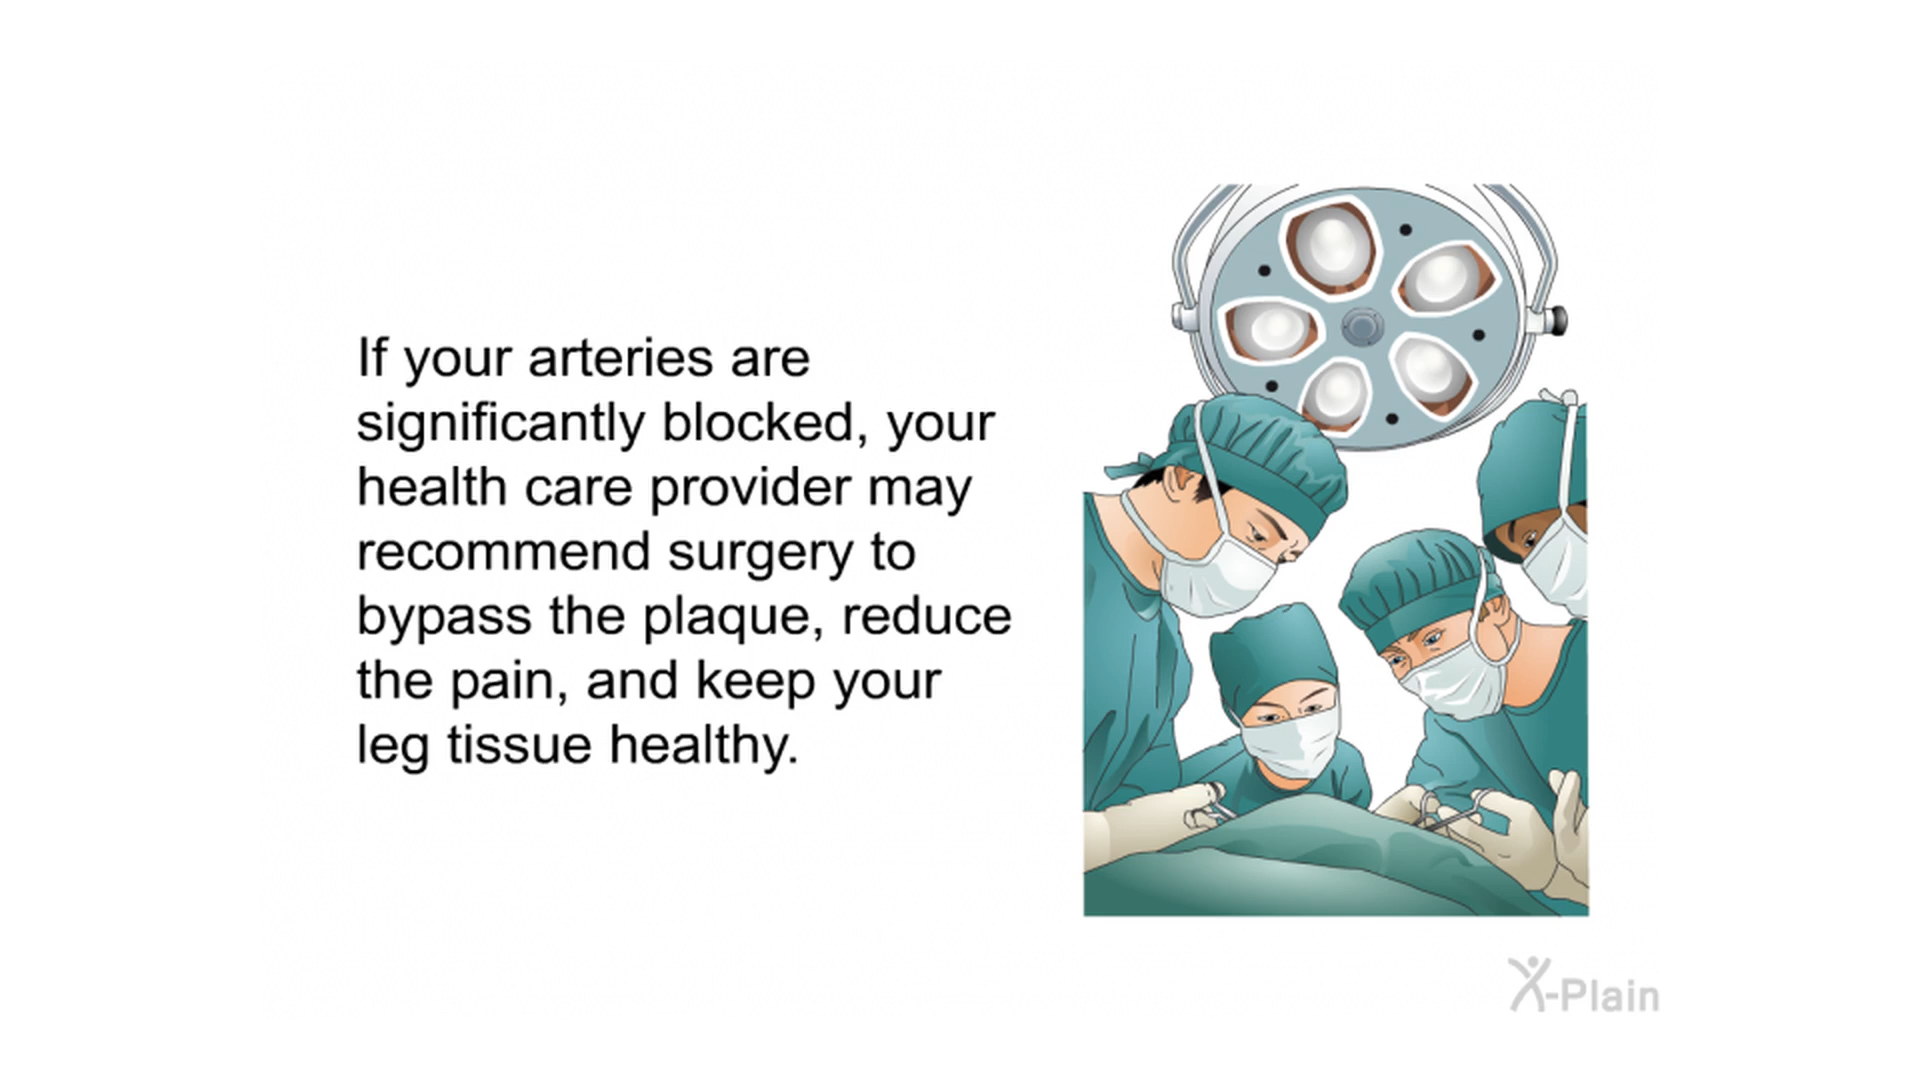 If your arteries are
significantly blocked, your
health care provider may
recommend surgery to
bypass the plaque, reduce
the pain, and keep your
leg tissue healthy.
X-Plain